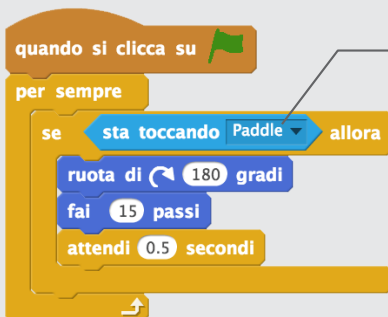 quando si clicca su
per sempre
se sta toccando Paddle allora
ruota di 180 gradi
fai 15 passi
attendi 0.5 secondi